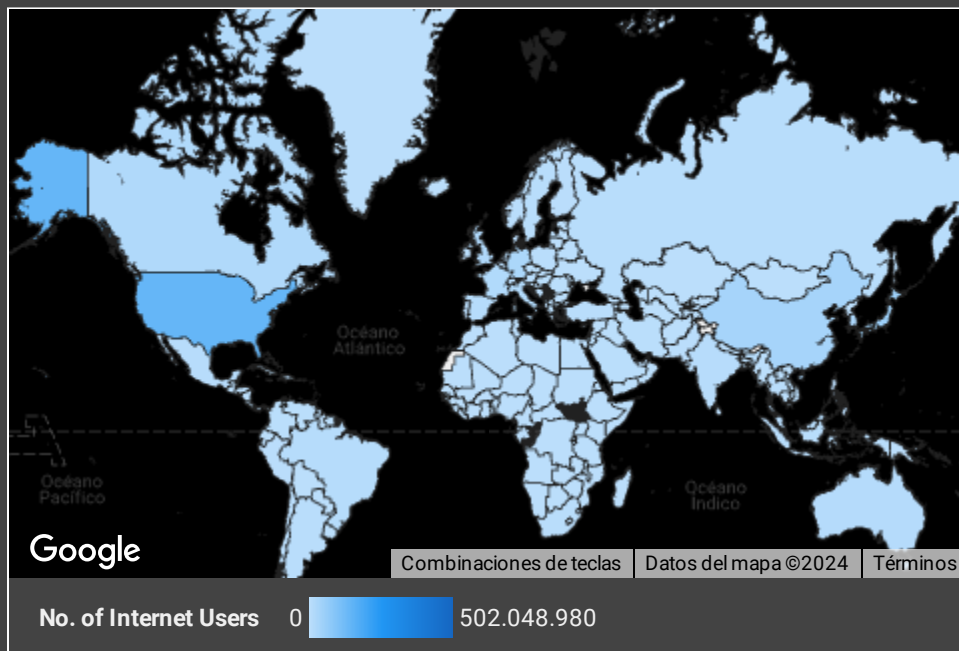 Océano
Atlántico
Océano
Pacífico
Océano
Índico
Google
Combinaciones de teclas
Datos del mapa ©2024
Términos
No. of Internet Users 0 502.048.980